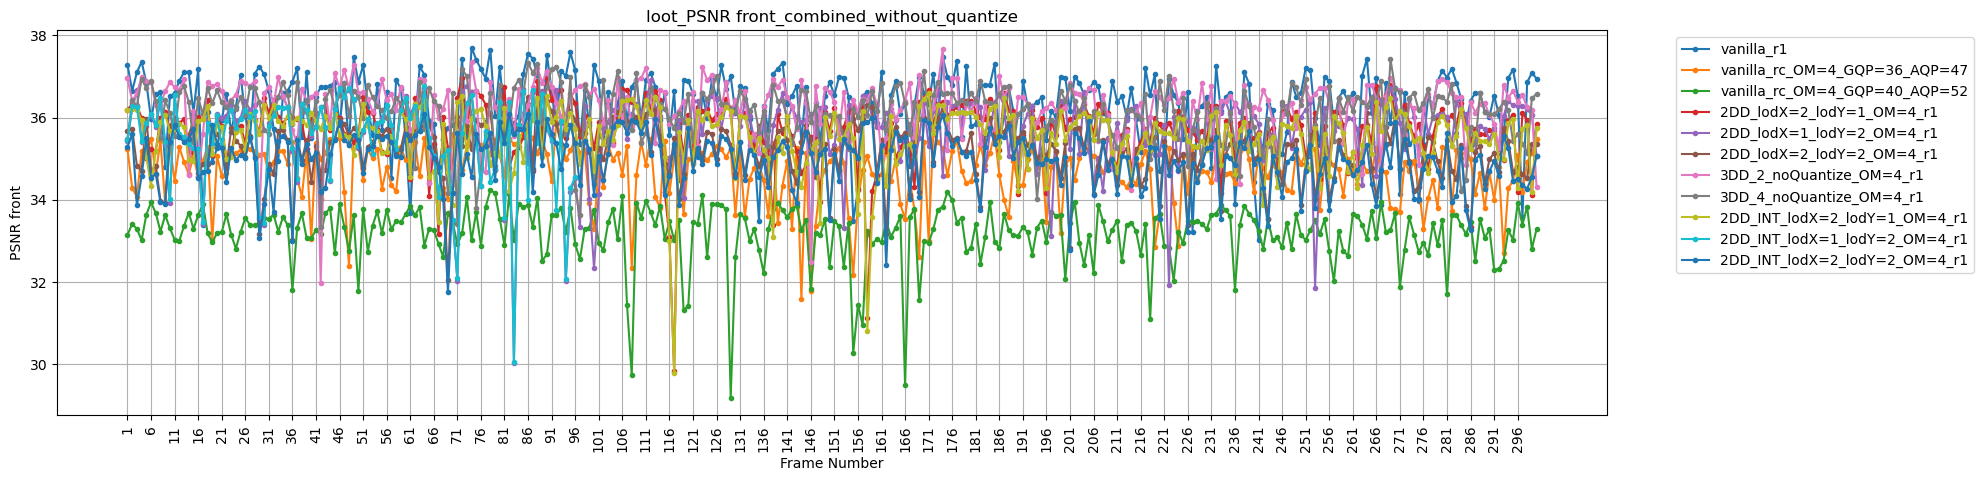 loot_PSNR front_combined_without_quantize
38
36
34
32
30
PSNR front
1 6 11 16 21 26 31 36 41 46 51 56 61 66 71 76 81 86 91 96 101 106 111 116 121 126 131 136 141 146 151 156 161 166 171 176 181 186 191 196 201 206 211 216 221 226 231 236 241 246 251 256 261 266 271 276 281 286 291 296
Frame Number
vanilla_r1
vanilla_rc_OM=4_GQP=36_AQP=47
vanilla_rc_OM=4_GQP=40_AQP=52
2DD_lodX=2_lodY=1_OM=4_r1
2DD_lodX=1_lodY=2_OM=4_r1
2DD_lodX=2_lodY=2_OM=4_r1
3DD_2_noQuantize_OM=4_r1
3DD_4_noQuantize_OM=4_r1
2DD_INT_lodX=2_lodY=1_OM=4_r1
2DD_INT_lodX=1_lodY=2_OM=4_r1
2DD_INT_lodX=2_lodY=2_OM=4_r1